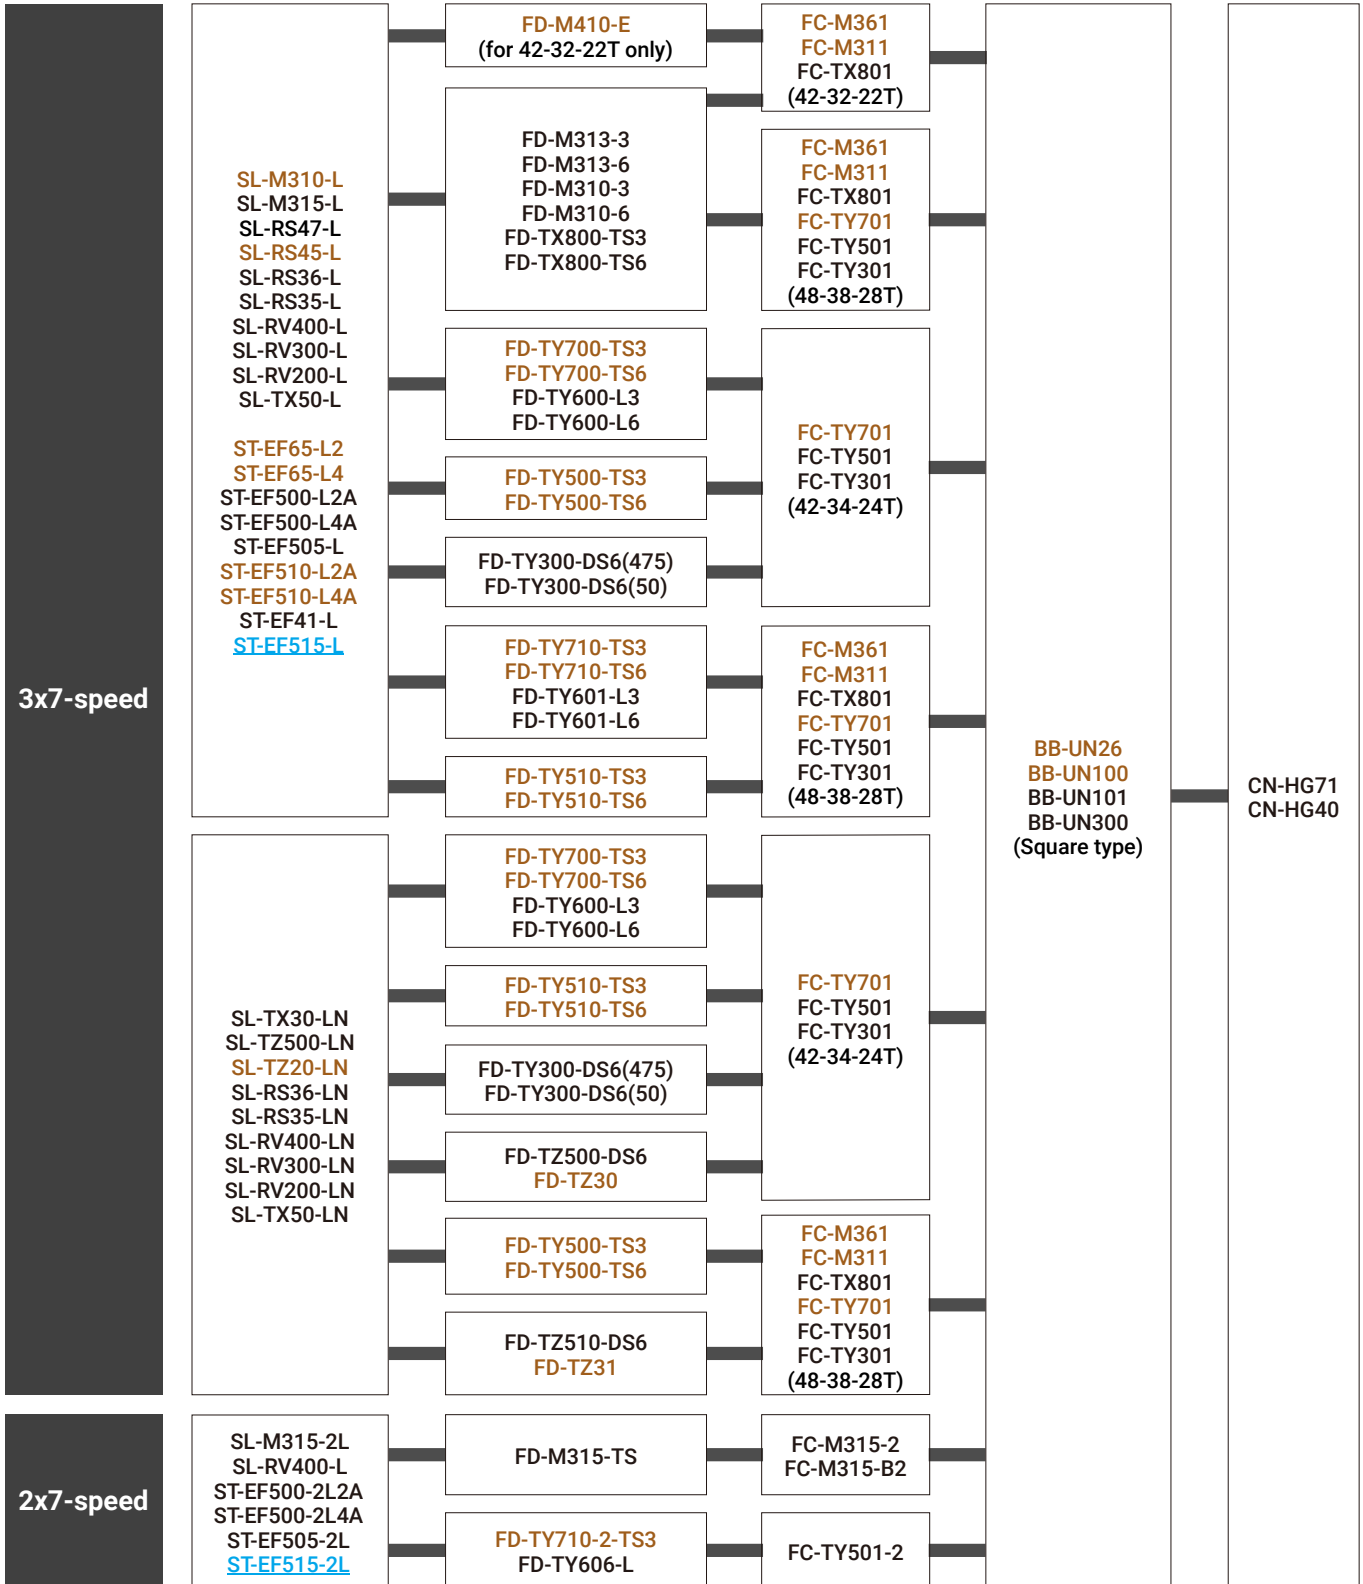 3x7-speed
SL-M310-L
SL-M315-L
SL-RS47-L
SL-RS45-L
SL-RS36-L
SL-RS35-L
SL-RV400-L
SL-RV300-L
SL-RV200-L
SL-TX50-L
ST-EF65-L2
ST-EF65-L4
ST-EF500-L2A
ST-EF500-L4A
ST-EF505-L
ST-EF510-L2A
ST-EF510-L4A
ST-EF41-L
ST-EF515-L
FD-M410-E
(for 42-32-22T only)
FD-M313-3
FD-M313-6
FD-M310-3
FD-M310-6
FD-TX800-TS3
FD-TX800-TS6
FD-TY700-TS3
FD-TY700-TS6
FD-TY600-L3
FD-TY600-L6
FD-TY500-TS3
FD-TY500-TS6
FD-TY300-DS6(475)
FD-TY300-DS6(50)
FD-TY710-TS3
FD-TY710-TS6
FD-TY601-L3
FD-TY601-L6
FD-TY510-TS3
FD-TY510-TS6
FC-M361
FC-M311
FC-TX801
(42-32-22T)
FC-M361
FC-M311
FC-TX801
FC-TY701
FC-TY501
FC-TY301
(48-38-28T)
FC-TY701
FC-TY501
FC-TY301
(42-34-24T)
FC-M361
FC-M311
FC-TX801
FC-TY701
FC-TY501
FC-TY301
(48-38-28T)
SL-TX30-LN
SL-TZ500-LN
SL-TZ20-LN
SL-RS36-LN
SL-RS35-LN
SL-RV400-LN
SL-RV300-LN
SL-RV200-LN
SL-TX50-LN
FD-TY700-TS3
FD-TY700-TS6
FD-TY600-L3
FD-TY600-L6
FD-TY510-TS3
FD-TY510-TS6
FD-TY300-DS6(475)
FD-TY300-DS6(50)
FD-TZ500-DS6
FD-TZ30
FD-TY500-TS3
FD-TY500-TS6
FD-TZ510-DS6
FD-TZ31
FC-TY701
FC-TY501
FC-TY301
(42-34-24T)
FC-M361
FC-M311
FC-TX801
FC-TY701
FC-TY501
FC-TY301
(48-38-28T)
BB-UN26
BB-UN100
BB-UN101
BB-UN300
(Square type)
CN-HG71
CN-HG40
2x7-speed
SL-M315-2L
SL-RV400-L
ST-EF500-2L2A
ST-EF500-2L4A
ST-EF505-2L
ST-EF515-2L
FD-M315-TS
FD-TY710-2-TS3
FD-TY606-L
FC-M315-2
FC-M315-B2
FC-TY501-2